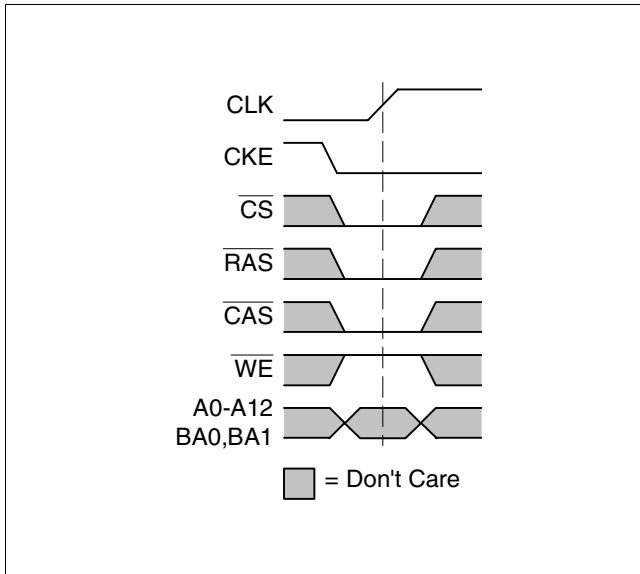 CLK
CKE
CS
RAS
CAS
WE
A0-A12
BA0,BA1
= Don't Care